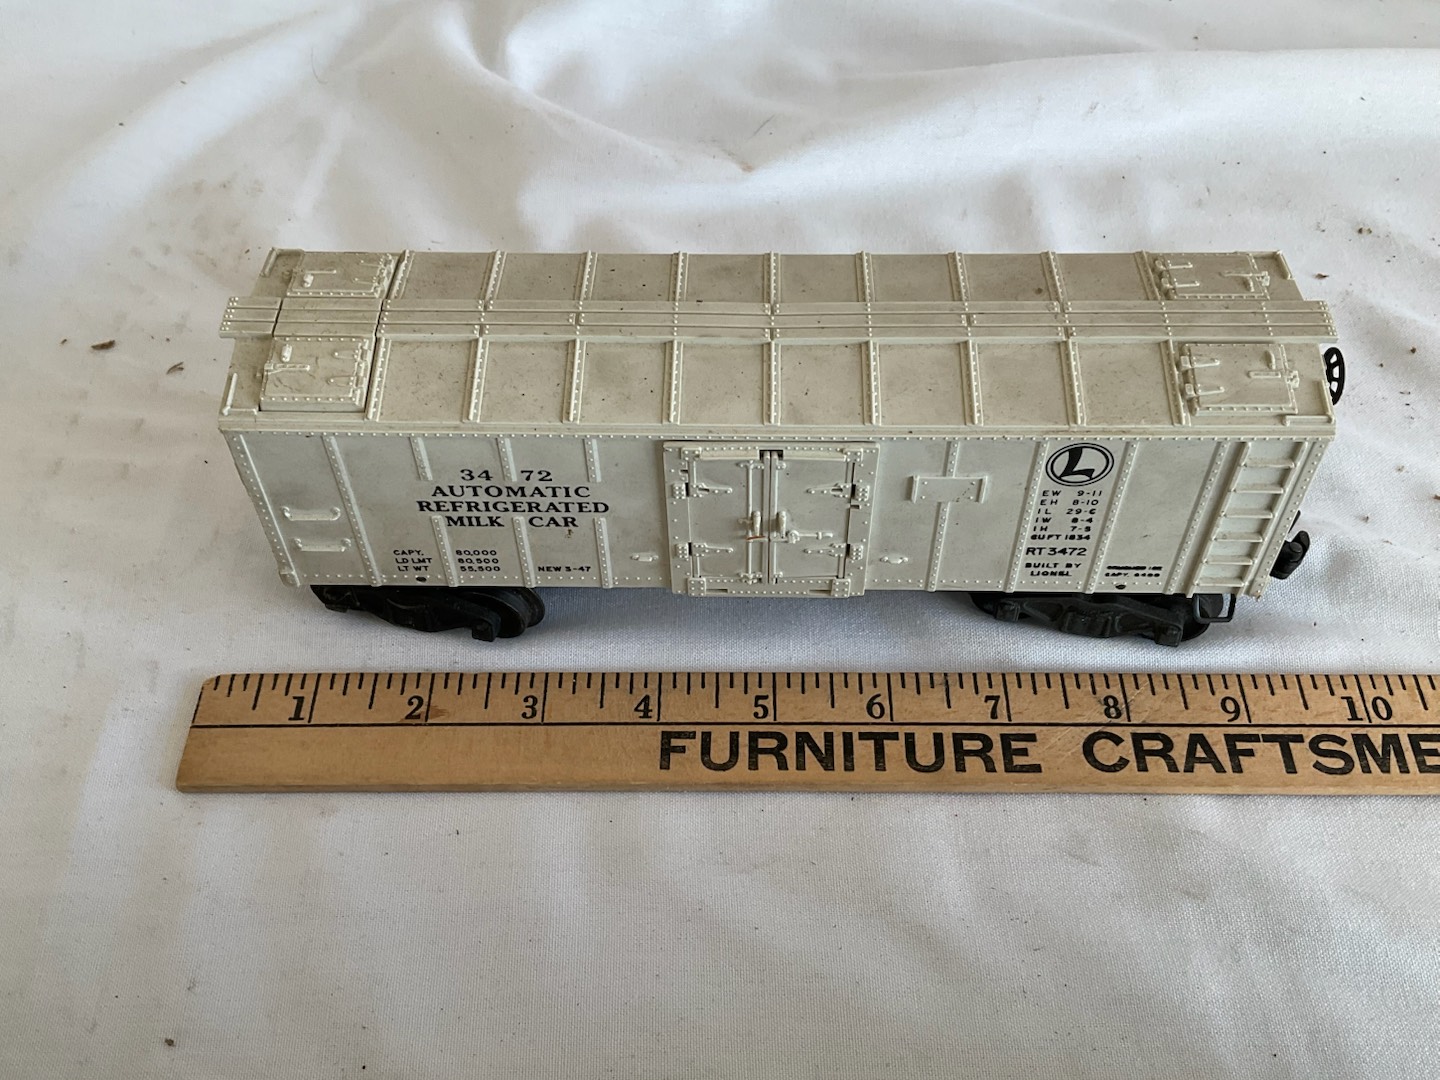 34 72
AUTOMATIC
REFRIGERATED
MILK CAR
CAPY. 80,000
LD LMT 80,500
LT WT 55,500 NEW 3-47
L
EW 9-11
EH 8-10
IL 29-6
IW 8-4
IH 7-5
CU FT 1834
RT 3472
BUILT BY
LIONEL
1 2 3 4 5 6 7 8 9 10
FURNITURE CRAFTSME